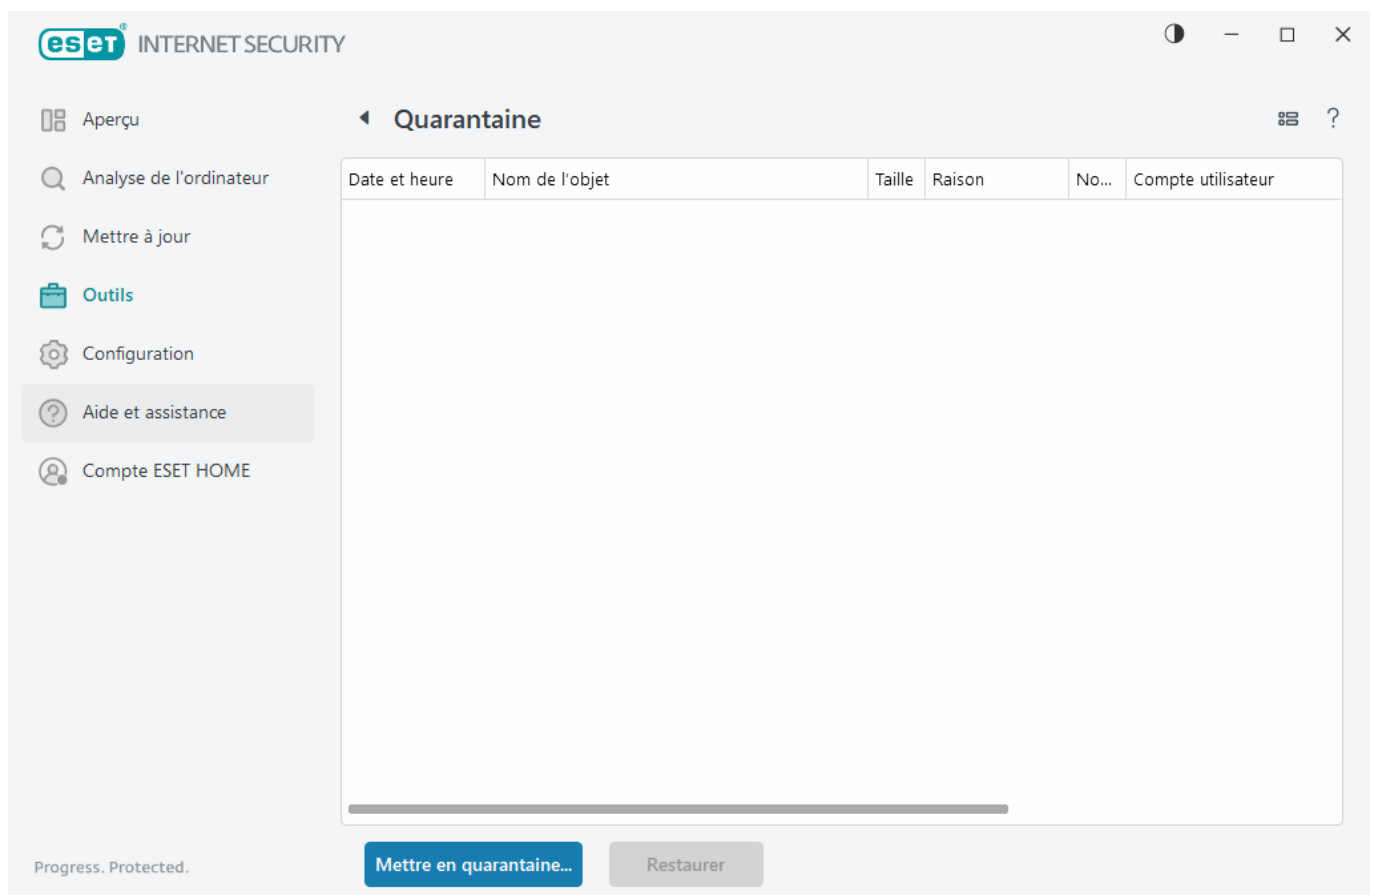 eset® INTERNET SECURITY
Aperçu
Analyse de l'ordinateur
Mettre à jour
Outils
Configuration
Aide et assistance
Compte ESET HOME
Progress. Protected.
Quarantaine
?
Date et heure Nom de l'objet Taille Raison No... Compte utilisateur
Mettre en quarantaine... Restaurer